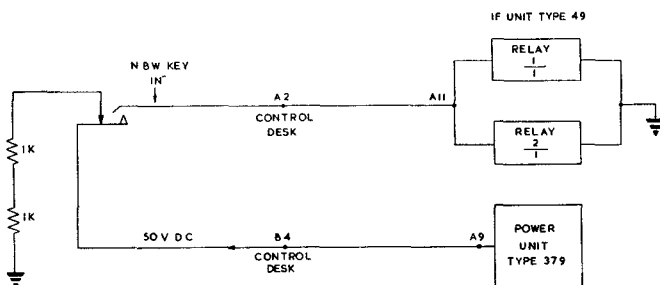 IF UNIT TYPE 49
RELAY
1
1
N BW KEY
IN
A2
CONTROL
DESK
A11
RELAY
2
1
1K
1K
50V DC
B4
CONTROL
DESK
A9
POWER
UNIT
TYPE 379